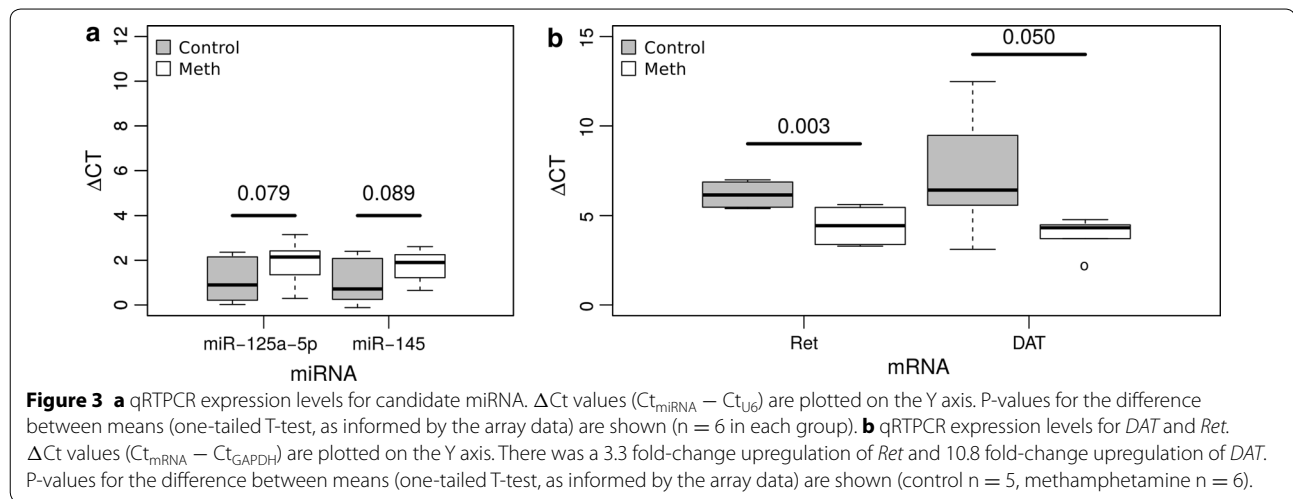 a
12
10
8
6
4
2
0
ΔCT
Control
Meth
0.079
0.089
miR−125a−5p
miR−145
miRNA
b
15
10
5
0
ΔCT
Control
Meth
0.003
0.050
Ret
DAT
mRNA
Figure 3 a qRTPCR expression levels for candidate miRNA. ΔCt values (Ct_miRNA − Ct_U6) are plotted on the Y axis. P-values for the difference
between means (one-tailed T-test, as informed by the array data) are shown (n = 6 in each group). b qRTPCR expression levels for DAT and Ret.
ΔCt values (Ct_mRNA − Ct_GAPDH) are plotted on the Y axis. There was a 3.3 fold-change upregulation of Ret and 10.8 fold-change upregulation of DAT.
P-values for the difference between means (one-tailed T-test, as informed by the array data) are shown (control n = 5, methamphetamine n = 6).